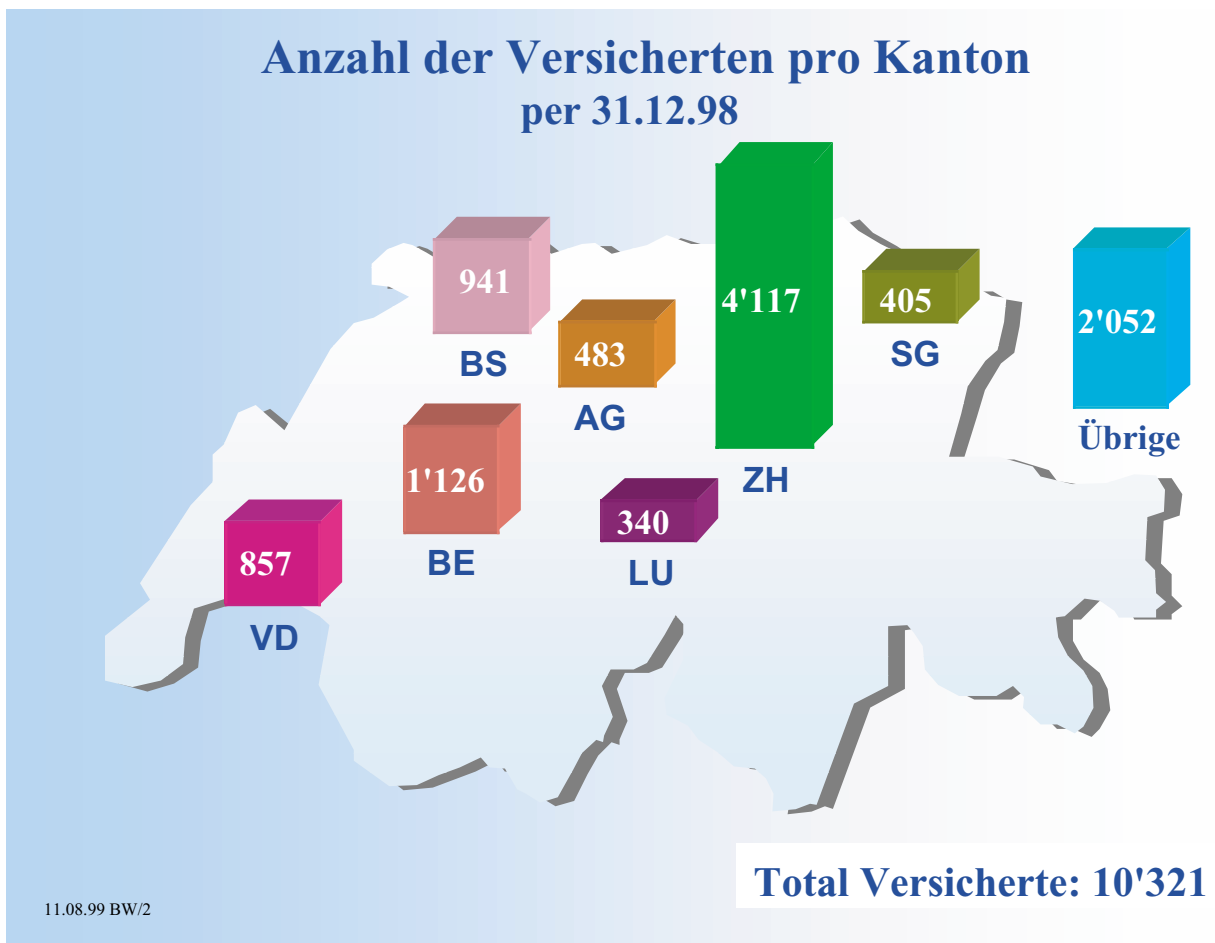 Anzahl der Versicherten pro Kanton
per 31.12.98
941
BS
483
AG
4'117
ZH
405
SG
2'052
Übrige
1'126
BE
340
LU
857
VD
Total Versicherte: 10'321
11.08.99 BW/2